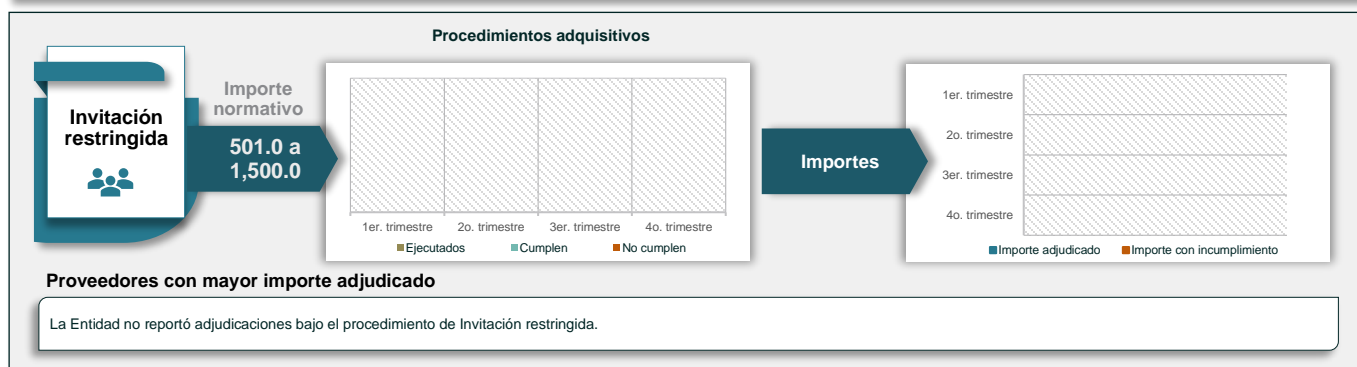 Procedimientos adquisitivos
Invitación
restringida
Importe
normativo
501.0 a
1,500.0
1er. trimestre 2o. trimestre 3er. trimestre 4o. trimestre
Ejecutados Cumplen No cumplen
Importes
1er. trimestre
2o. trimestre
3er. trimestre
4o. trimestre
Importe adjudicado Importe con incumplimiento
Proveedores con mayor importe adjudicado
La Entidad no reportó adjudicaciones bajo el procedimiento de Invitación restringida.